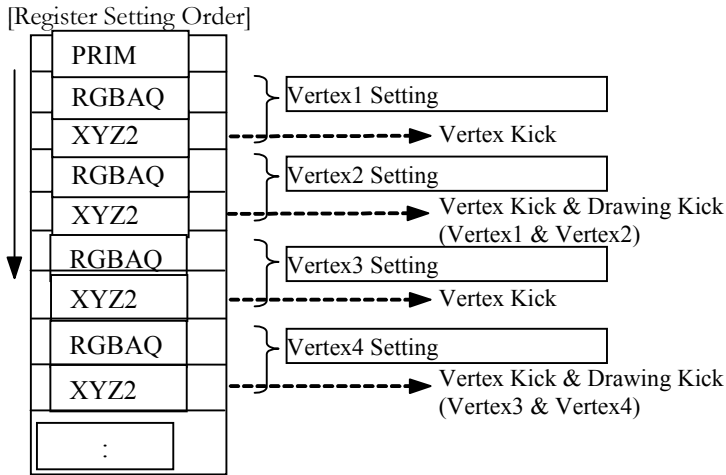 [Register Setting Order]
PRIM
RGBAQ
Vertex1 Setting
XYZ2
Vertex Kick
RGBAQ
Vertex2 Setting
XYZ2
Vertex Kick & Drawing Kick
(Vertex1 & Vertex2)
RGBAQ
Vertex3 Setting
XYZ2
Vertex Kick
RGBAQ
Vertex4 Setting
XYZ2
Vertex Kick & Drawing Kick
(Vertex3 & Vertex4)
: